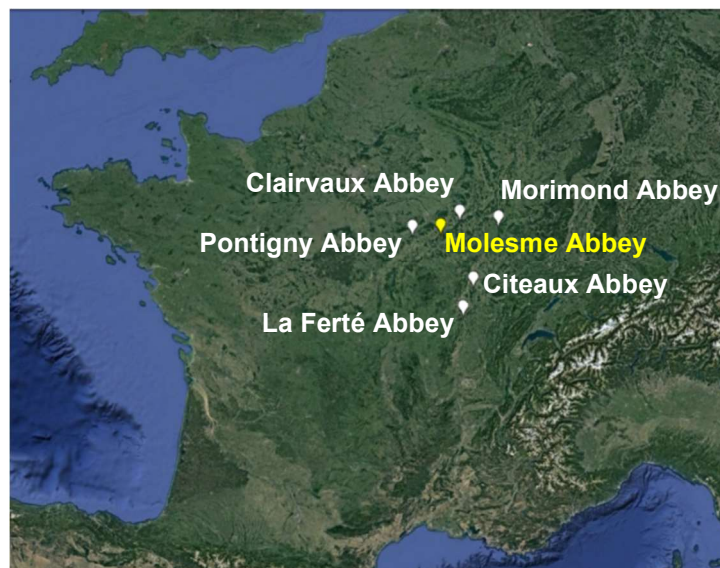 Clairvaux Abbey
Morimond Abbey
Pontigny Abbey
Molesme Abbey
Citeaux Abbey
La Ferté Abbey